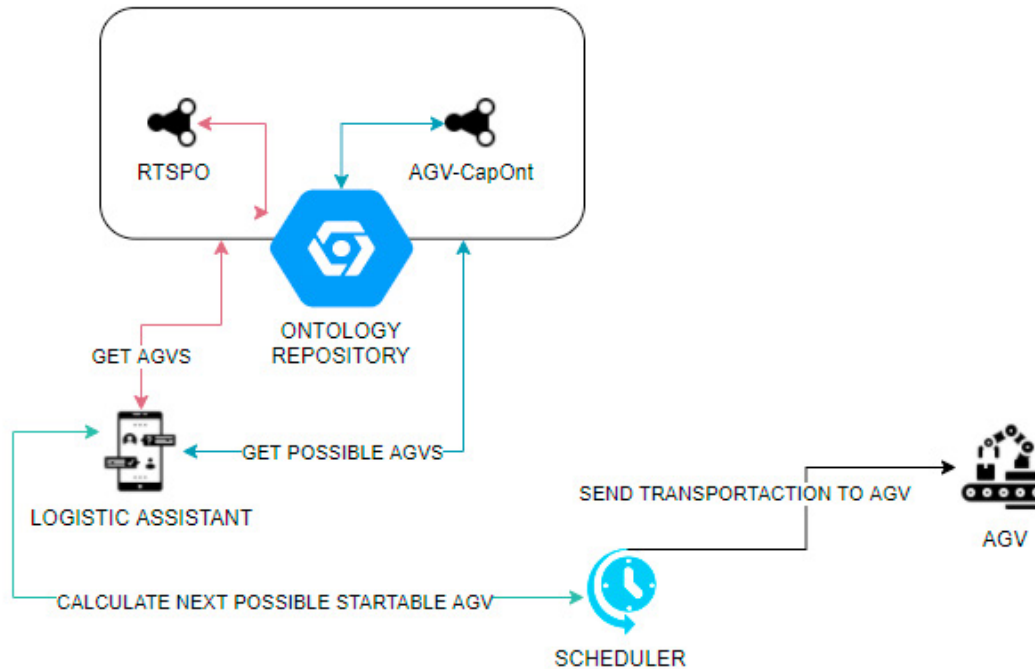 RTSPO
AGV-CapOnt
ONTOLOGY
REPOSITORY
GET AGVS
GET POSSIBLE AGVS
LOGISTIC ASSISTANT
SEND TRANSPORTACTION TO AGV
AGV
CALCULATE NEXT POSSIBLE STARTABLE AGV
SCHEDULER